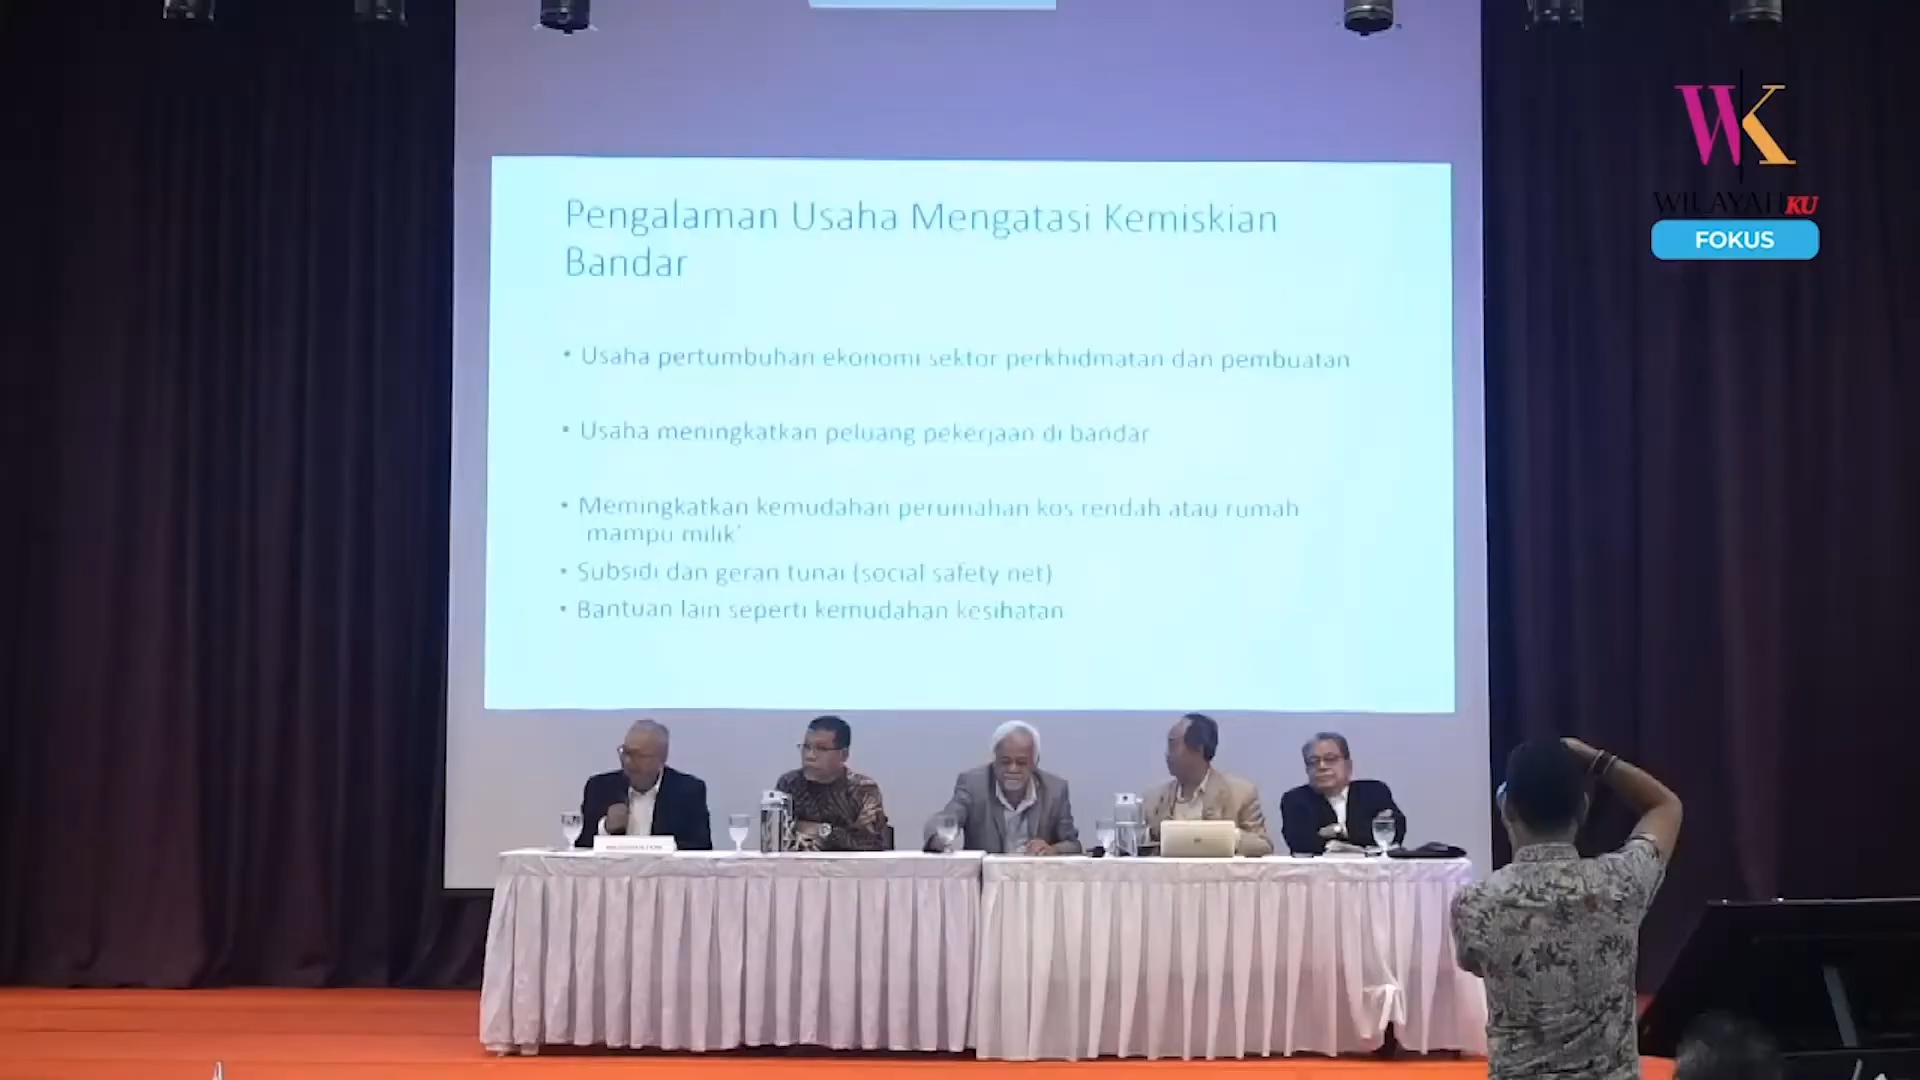 Pengalaman Usaha Mengatasi Kemiskian
Bandar
• Usaha pertumbuhan ekonomi sektor perkhidmatan dan pembuatan
• Usaha meningkatkan peluang pekerjaan di bandar
• Memingkatkan kemudahan perumahan kos rendah atau rumah
mampu milik'
• Subsidi dan geran tunai (social safety net)
• Bantuan lain seperti kemudahan kesihatan
WK
WILAYAHKU
FOKUS